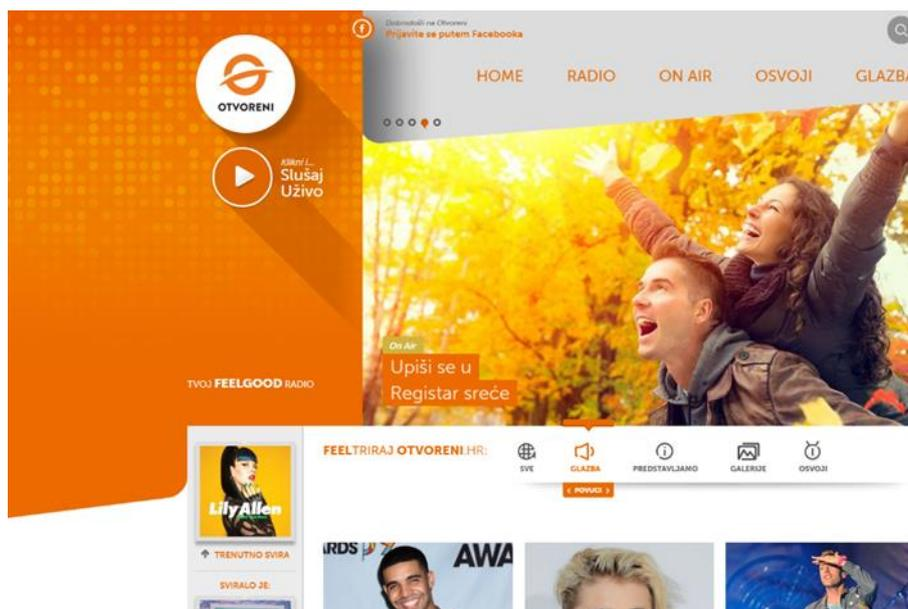 Dobrodošli na Otvoreni
Prijavite se putem Facebooka
HOME RADIO ON AIR OSVOJI GLAZBA
OTVORENI
Klikni i...
Slušaj
Uživo
On Air
Upiši se u
Registar sreće
TVOJ FEELGOOD RADIO
FEELTRIRAJ OTVORENI.HR:
SVE GLAZBA PREDSTAVLJAMO GALERIJE OSVOJI
POVUCI
Lily Allen
TRENUTNO SVIRA
SVIRALO JE:
ARDS
AWA